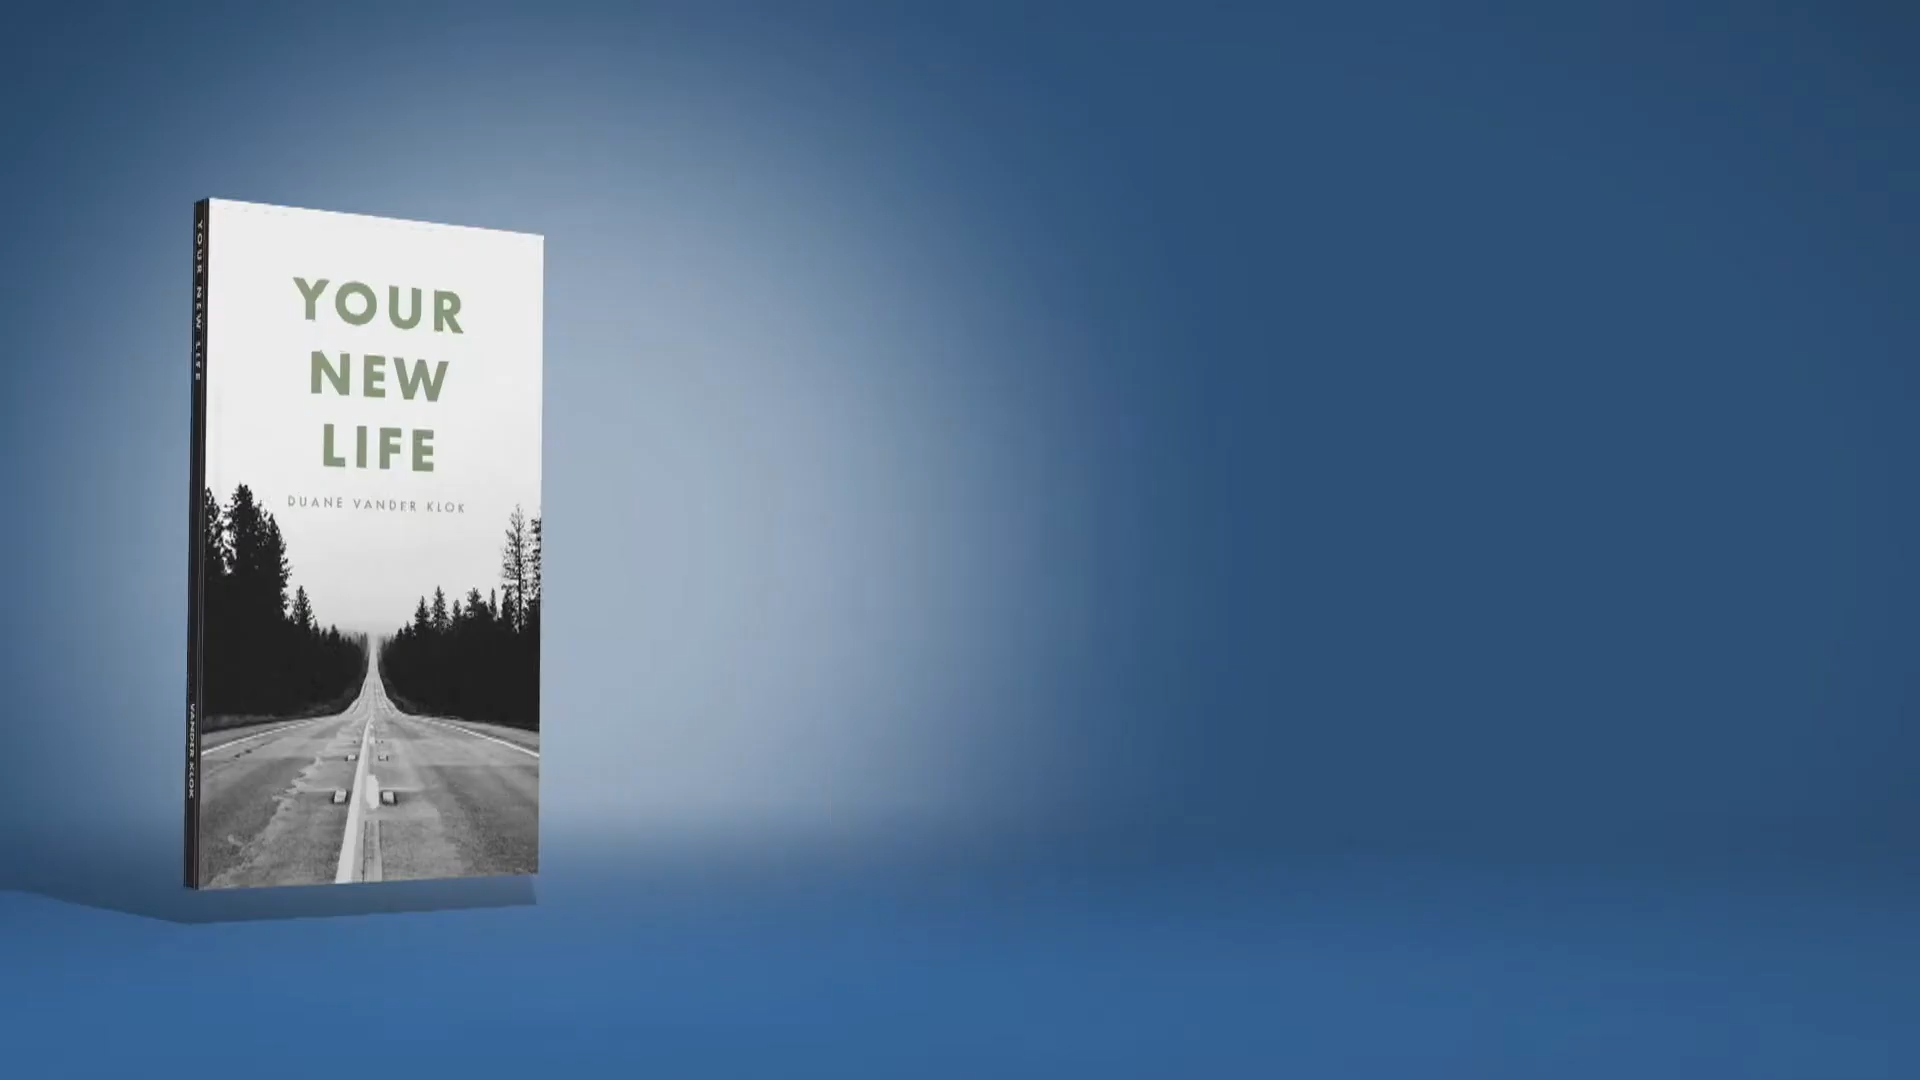 YOUR
NEW
LIFE
DUANE VANDER KLOK
YOUR NEW LIFE
VANDER KLOK